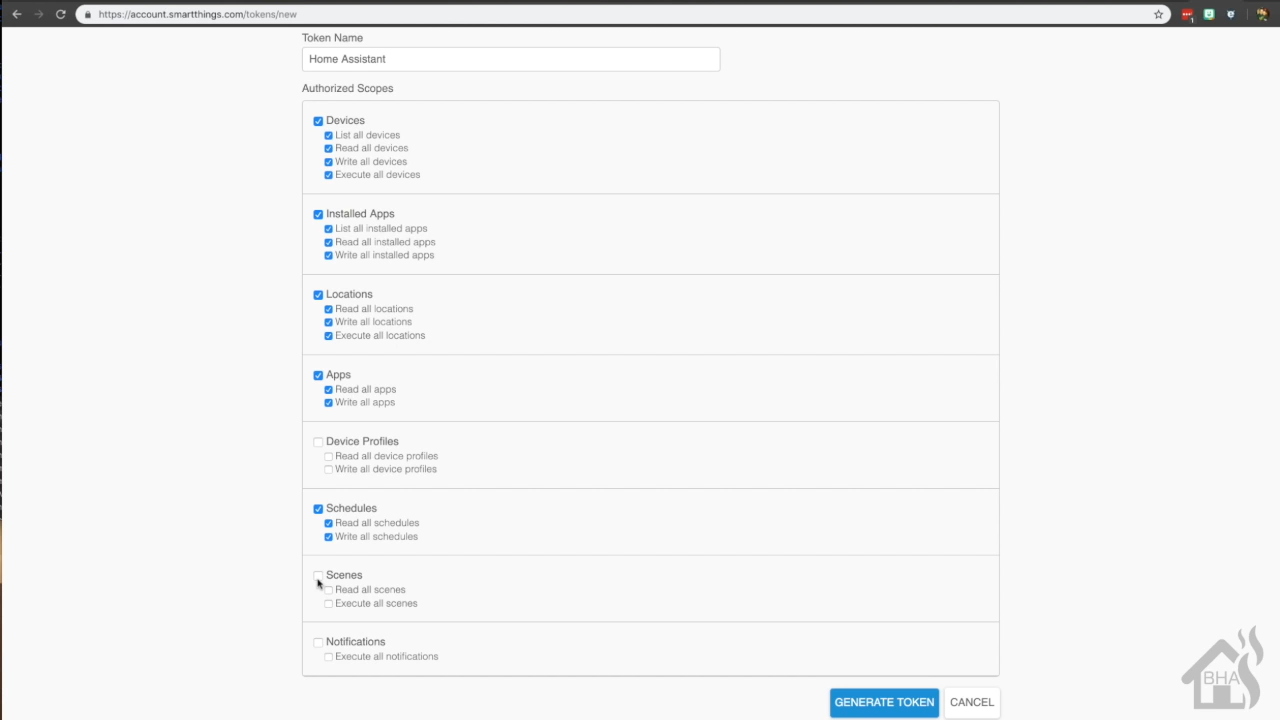 https://account.smartthings.com/tokens/new
Token Name
Home Assistant
Authorized Scopes
Devices
List all devices
Read all devices
Write all devices
Execute all devices
Installed Apps
List all installed apps
Read all installed apps
Write all installed apps
Locations
Read all locations
Write all locations
Execute all locations
Apps
Read all apps
Write all apps
Device Profiles
Read all device profiles
Write all device profiles
Schedules
Read all schedules
Write all schedules
Scenes
Read all scenes
Execute all scenes
Notifications
Execute all notifications
BHA
GENERATE TOKEN CANCEL